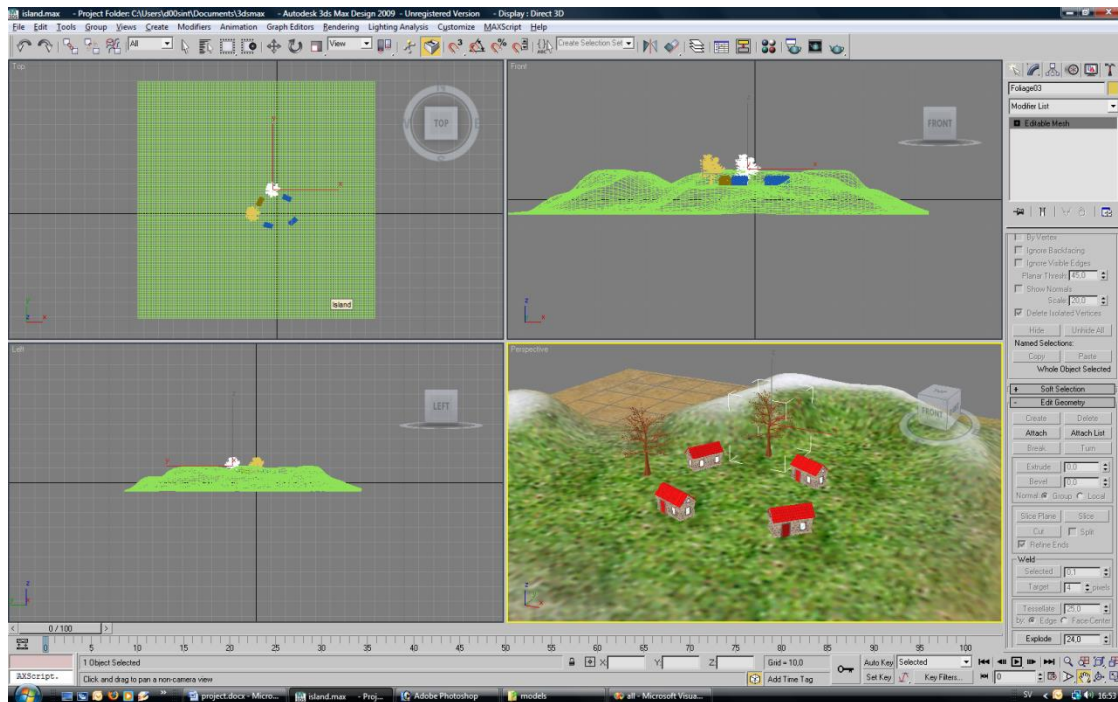 island.max - Project Folder: C:\Users\d00sint\Documents\3dsmax - Autodesk 3ds Max Design 2009 - Unregistered Version - Display : Direct 3D
File Edit Tools Group Views Create Modifiers Animation Graph Editors Rendering Lighting Analysis Customize MAXScript Help
All View Create Selection Set
Top
TOP
Island
Front
FRONT
Left
LEFT
Perspective
FRONT
Foliage03
Modifier List
Editable Mesh
By Vertex
Ignore Backfacing
Ignore Visible Edges
Planar Thresh: 45,0
Show Normals
Scale: 20,0
Delete Isolated Vertices
Hide Unhide All
Named Selections:
Copy Paste
Whole Object Selected
+ Soft Selection
- Edit Geometry
Create Delete
Attach Attach List
Break Turn
Extrude 0,0
Bevel 0,0
Normal: Group Local
Slice Plane Slice
Cut Split
Refine Ends
Weld
Selected 0,1
Target 4 pixels
Tessellate 25,0
by: Edge Face-Center
Explode 24,0
0 / 100
0 5 10 15 20 25 30 35 40 45 50 55 60 65 70 75 80 85 90 95 100
1 Object Selected X: Y: Z: Grid = 10,0 Auto Key Selected
AXScript. Click and drag to pan a non-camera view Add Time Tag Set Key Key Filters... 0
project.docx - Micro... island.max - Proj... Adobe Photoshop models all - Microsoft Visua... SV 16:53